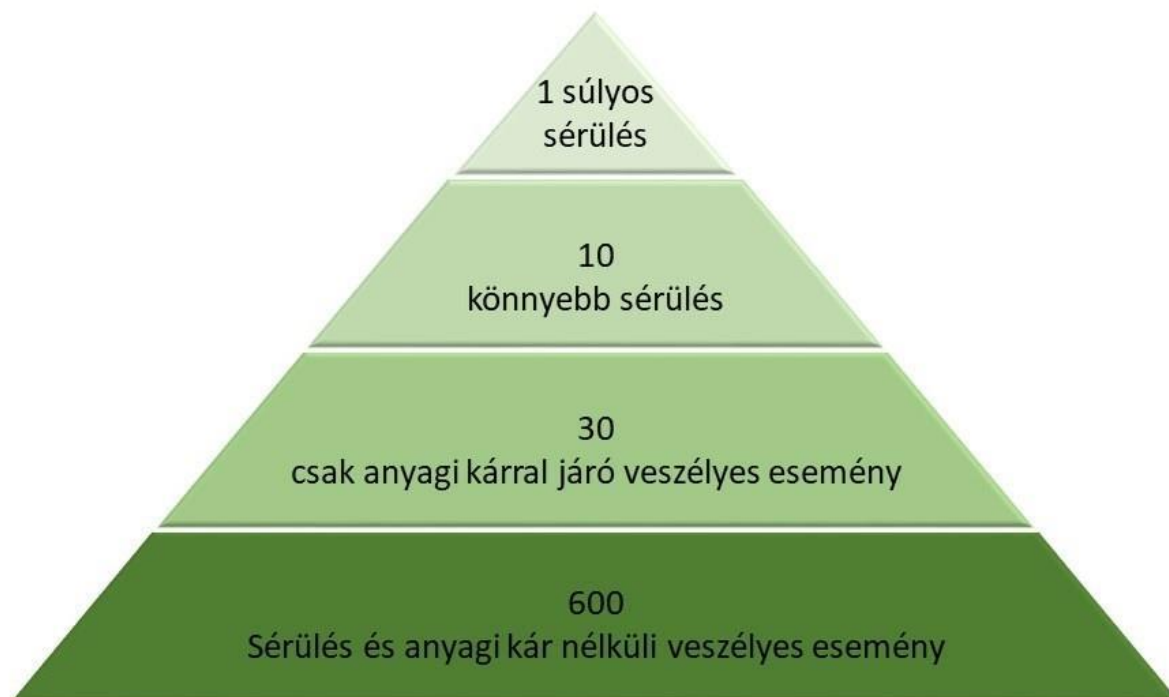 1 súlyos
sérülés
10
könnyebb sérülés
30
csak anyagi kárral járó veszélyes esemény
600
Sérülés és anyagi kár nélküli veszélyes esemény